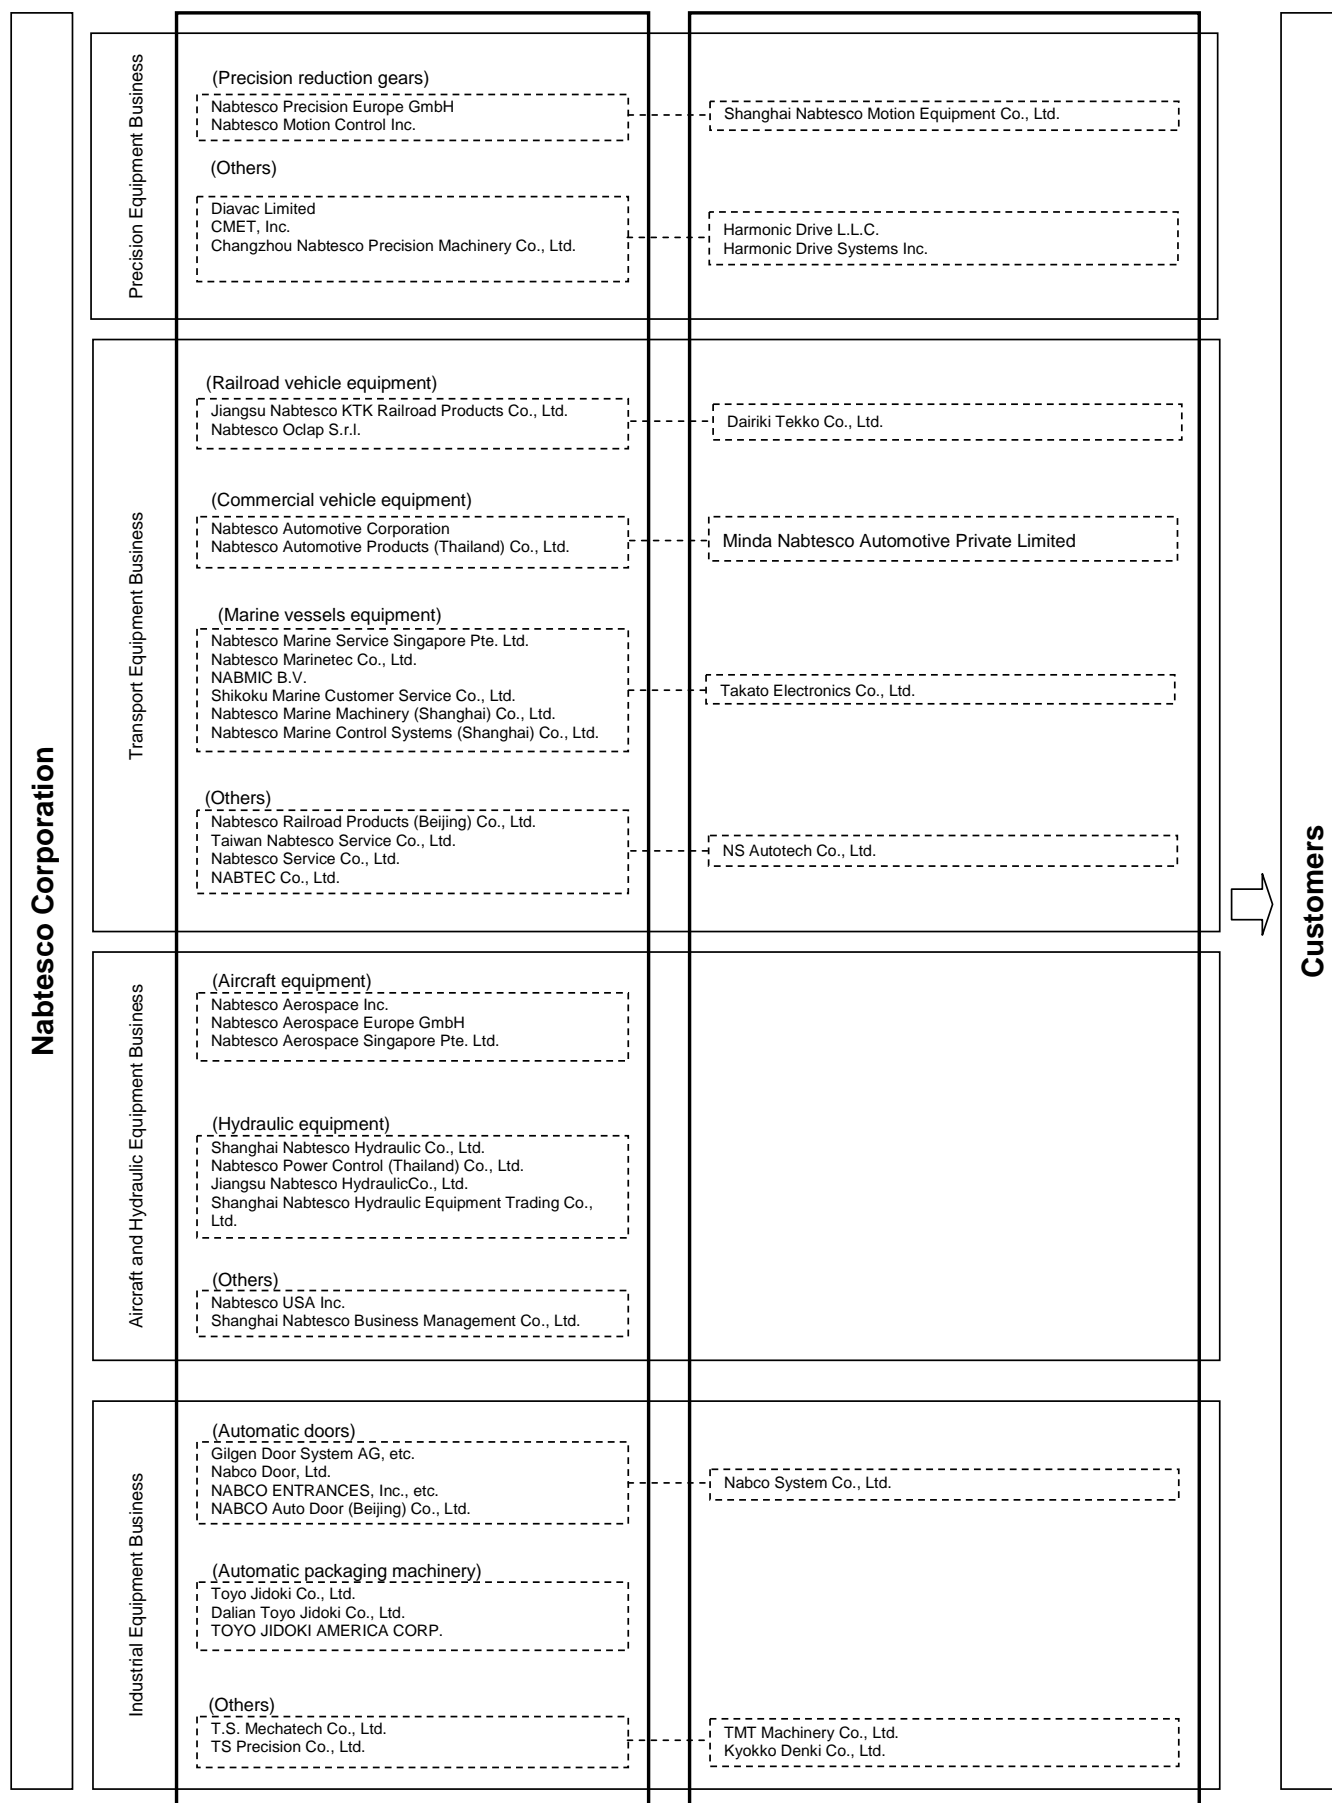 Nabtesco Corporation
Precision Equipment Business
(Precision reduction gears)
Nabtesco Precision Europe GmbH
Nabtesco Motion Control Inc.
Shanghai Nabtesco Motion Equipment Co., Ltd.
(Others)
Diavac Limited
CMET, Inc.
Changzhou Nabtesco Precision Machinery Co., Ltd.
Harmonic Drive L.L.C.
Harmonic Drive Systems Inc.
Transport Equipment Business
(Railroad vehicle equipment)
Jiangsu Nabtesco KTK Railroad Products Co., Ltd.
Nabtesco Oclap S.r.l.
Dairiki Tekko Co., Ltd.
(Commercial vehicle equipment)
Nabtesco Automotive Corporation
Nabtesco Automotive Products (Thailand) Co., Ltd.
Minda Nabtesco Automotive Private Limited
(Marine vessels equipment)
Nabtesco Marine Service Singapore Pte. Ltd.
Nabtesco Marinetec Co., Ltd.
NABMIC B.V.
Shikoku Marine Customer Service Co., Ltd.
Nabtesco Marine Machinery (Shanghai) Co., Ltd.
Nabtesco Marine Control Systems (Shanghai) Co., Ltd.
Takato Electronics Co., Ltd.
(Others)
Nabtesco Railroad Products (Beijing) Co., Ltd.
Taiwan Nabtesco Service Co., Ltd.
Nabtesco Service Co., Ltd.
NABTEC Co., Ltd.
NS Autotech Co., Ltd.
Aircraft and Hydraulic Equipment Business
(Aircraft equipment)
Nabtesco Aerospace Inc.
Nabtesco Aerospace Europe GmbH
Nabtesco Aerospace Singapore Pte. Ltd.
(Hydraulic equipment)
Shanghai Nabtesco Hydraulic Co., Ltd.
Nabtesco Power Control (Thailand) Co., Ltd.
Jiangsu Nabtesco HydraulicCo., Ltd.
Shanghai Nabtesco Hydraulic Equipment Trading Co.,
Ltd.
(Others)
Nabtesco USA Inc.
Shanghai Nabtesco Business Management Co., Ltd.
Industrial Equipment Business
(Automatic doors)
Gilgen Door System AG, etc.
Nabco Door, Ltd.
NABCO ENTRANCES, Inc., etc.
NABCO Auto Door (Beijing) Co., Ltd.
Nabco System Co., Ltd.
(Automatic packaging machinery)
Toyo Jidoki Co., Ltd.
Dalian Toyo Jidoki Co., Ltd.
TOYO JIDOKI AMERICA CORP.
(Others)
T.S. Mechatech Co., Ltd.
TS Precision Co., Ltd.
TMT Machinery Co., Ltd.
Kyokko Denki Co., Ltd.
Customers